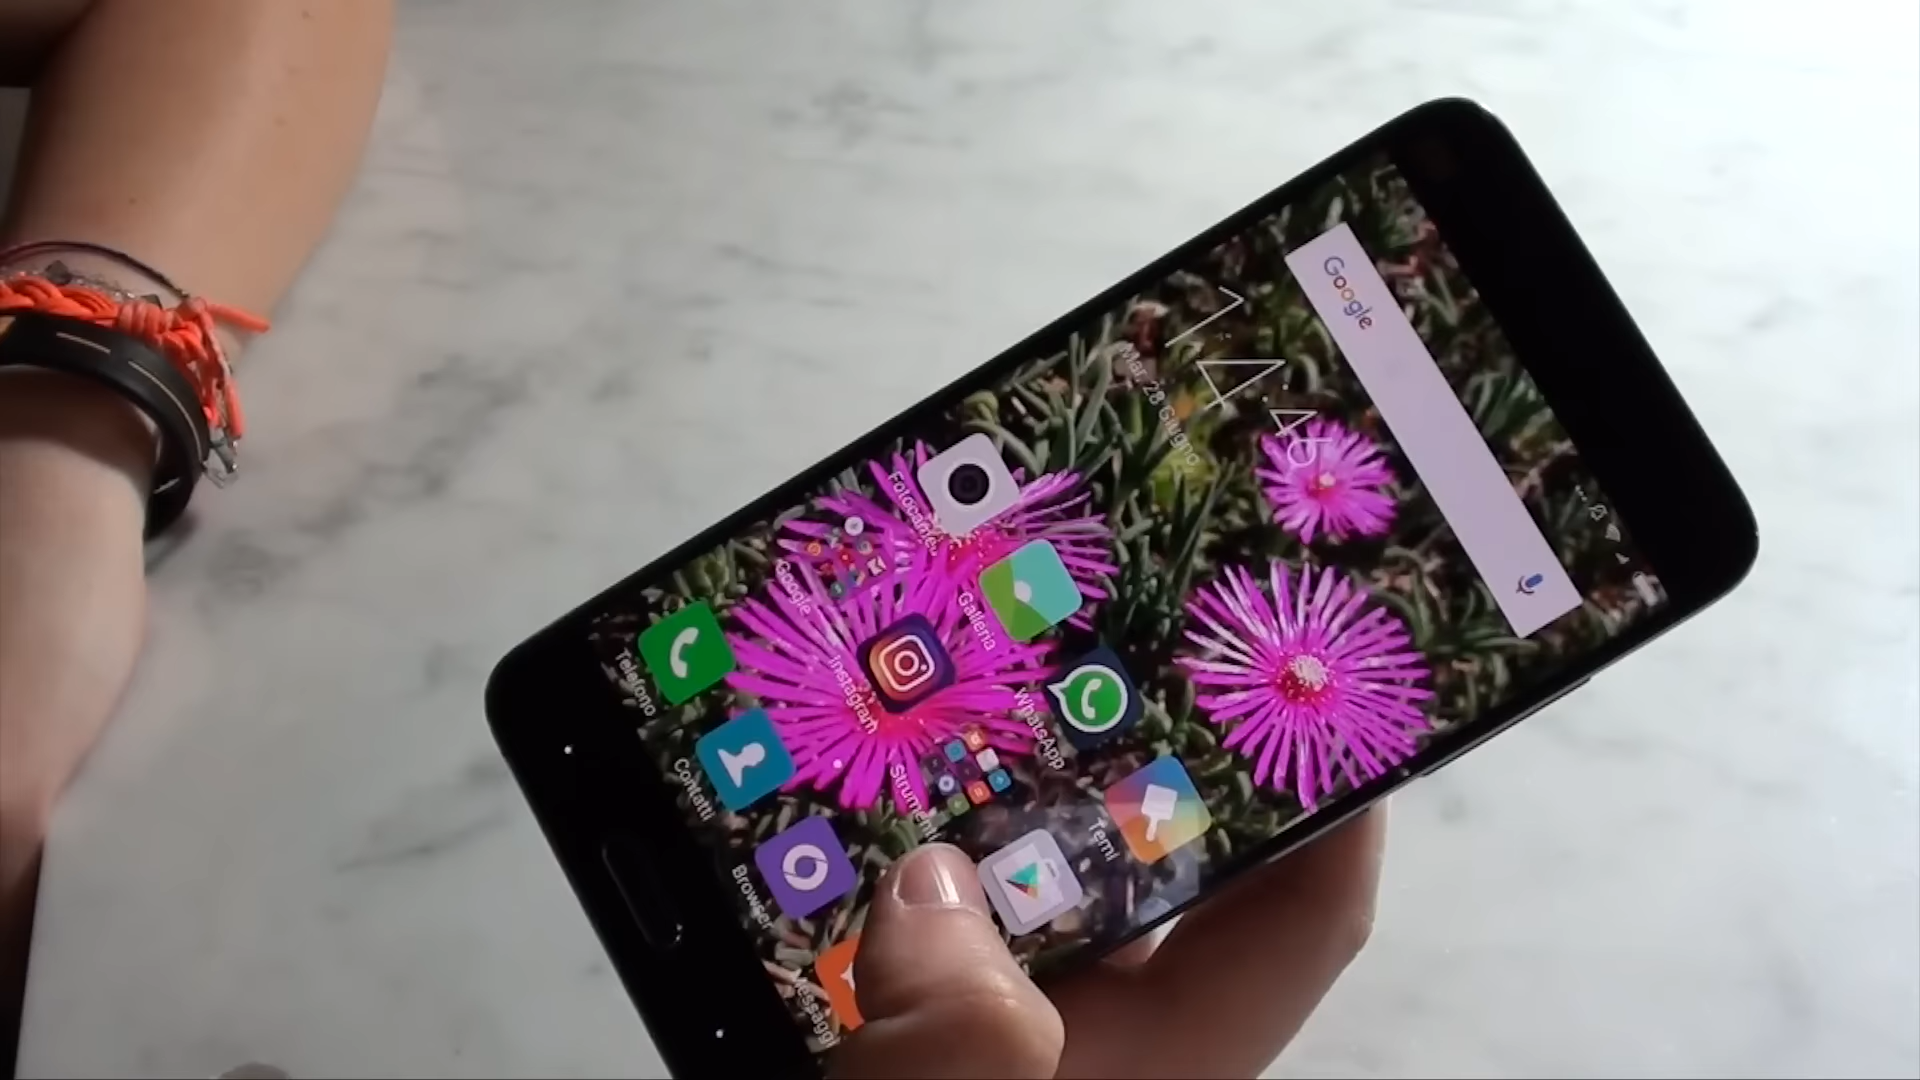 Google
14:46
Mar. 28 Giugno
Fotocamera
Galleria
WhatsApp
Temi
Google
Instagram
Strumenti
Telefono
Contatti
Browser
Messaggi